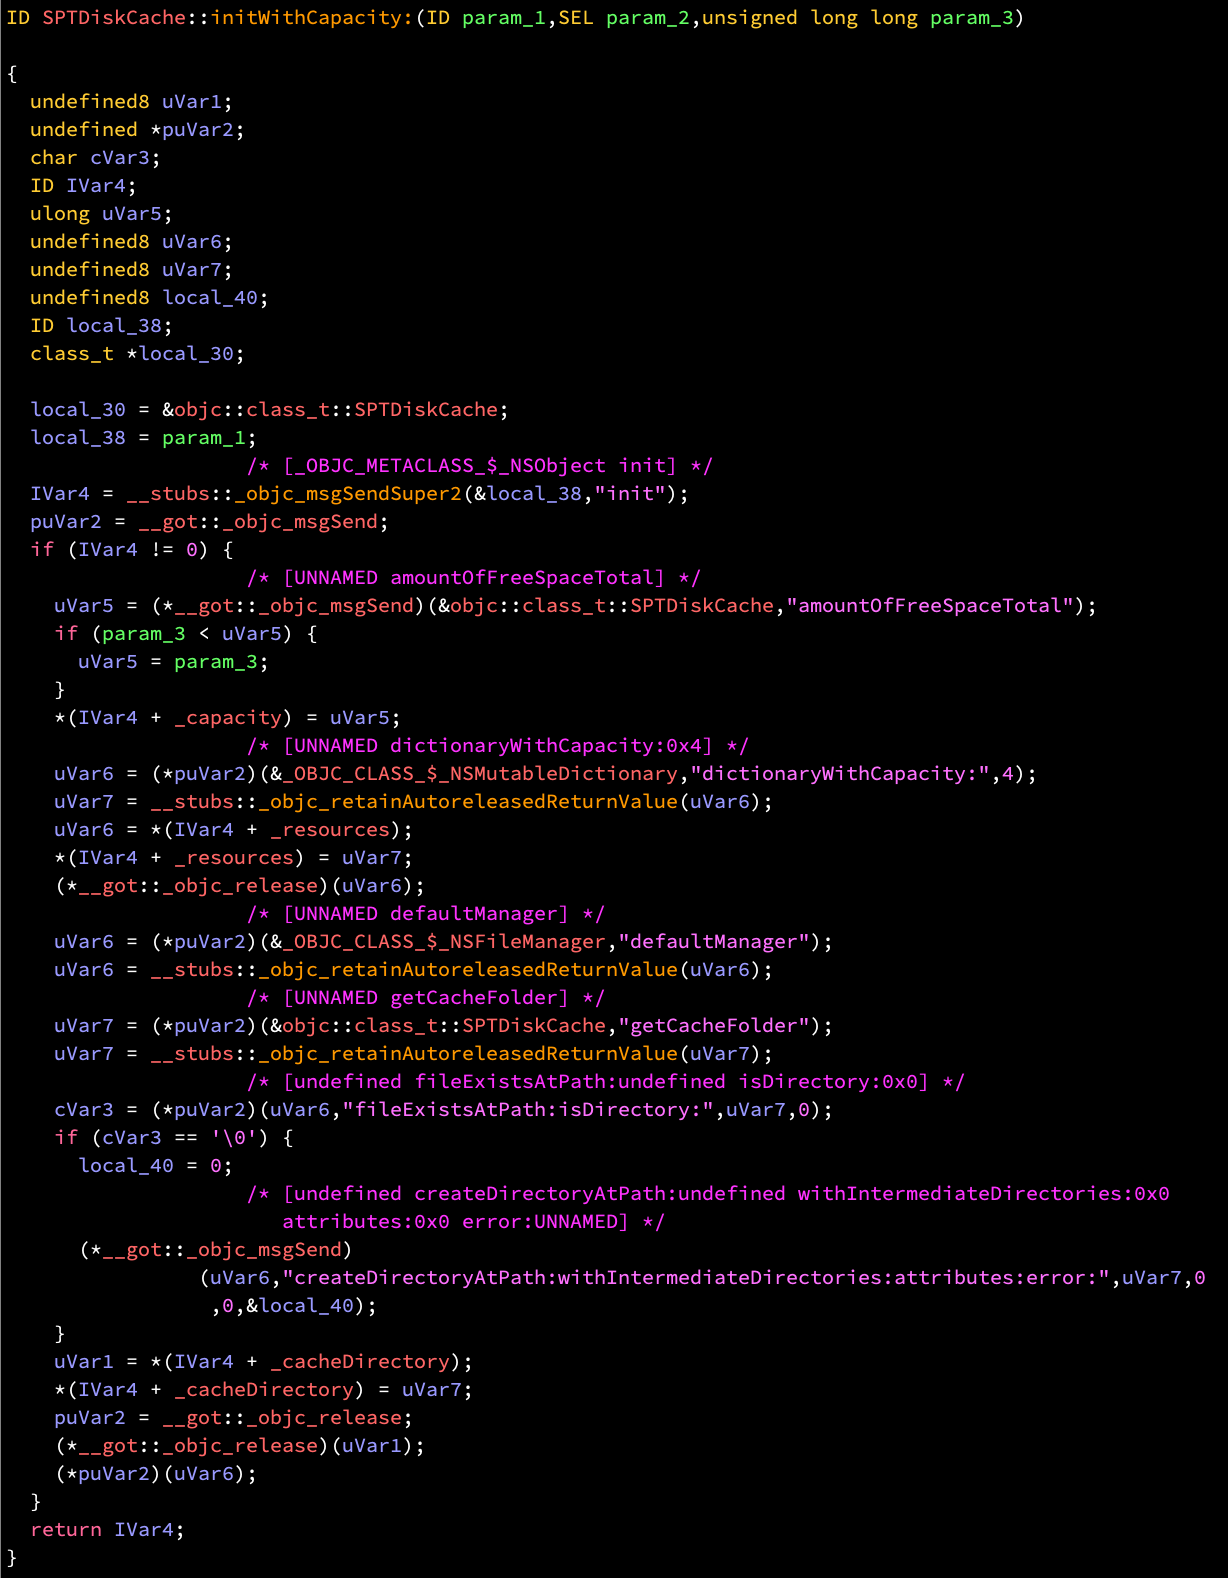 ID SPTDiskCache::initWithCapacity:(ID param_1,SEL param_2,unsigned long long param_3)
{
undefined8 uVar1;
undefined *puVar2;
char cVar3;
ID IVar4;
ulong uVar5;
undefined8 uVar6;
undefined8 uVar7;
undefined8 local_40;
ID local_38;
class_t *local_30;
local_30 = &objc::class_t::SPTDiskCache;
local_38 = param_1;
/* [_OBJC_METACLASS_$_NSObject init] */
IVar4 = __stubs::_objc_msgSendSuper2(&local_38,"init");
puVar2 = __got::_objc_msgSend;
if (IVar4 != 0) {
/* [UNNAMED amountOfFreeSpaceTotal] */
uVar5 = (*__got::_objc_msgSend)(&objc::class_t::SPTDiskCache,"amountOfFreeSpaceTotal");
if (param_3 < uVar5) {
uVar5 = param_3;
}
*(IVar4 + _capacity) = uVar5;
/* [UNNAMED dictionaryWithCapacity:0x4] */
uVar6 = (*puVar2)(&_OBJC_CLASS_$_NSMutableDictionary,"dictionaryWithCapacity:",4);
uVar7 = __stubs::_objc_retainAutoreleasedReturnValue(uVar6);
uVar6 = *(IVar4 + _resources);
*(IVar4 + _resources) = uVar7;
(*__got::_objc_release)(uVar6);
/* [UNNAMED defaultManager] */
uVar6 = (*puVar2)(&_OBJC_CLASS_$_NSFileManager,"defaultManager");
uVar6 = __stubs::_objc_retainAutoreleasedReturnValue(uVar6);
/* [UNNAMED getCacheFolder] */
uVar7 = (*puVar2)(&objc::class_t::SPTDiskCache,"getCacheFolder");
uVar7 = __stubs::_objc_retainAutoreleasedReturnValue(uVar7);
/* [undefined fileExistsAtPath:undefined isDirectory:0x0] */
cVar3 = (*puVar2)(uVar6,"fileExistsAtPath:isDirectory:",uVar7,0);
if (cVar3 == '\0') {
local_40 = 0;
/* [undefined createDirectoryAtPath:undefined withIntermediateDirectories:0x0
attributes:0x0 error:UNNAMED] */
(*__got::_objc_msgSend)
(uVar6,"createDirectoryAtPath:withIntermediateDirectories:attributes:error:",uVar7,0
,0,&local_40);
}
uVar1 = *(IVar4 + _cacheDirectory);
*(IVar4 + _cacheDirectory) = uVar7;
puVar2 = __got::_objc_release;
(*__got::_objc_release)(uVar1);
(*puVar2)(uVar6);
}
return IVar4;
}